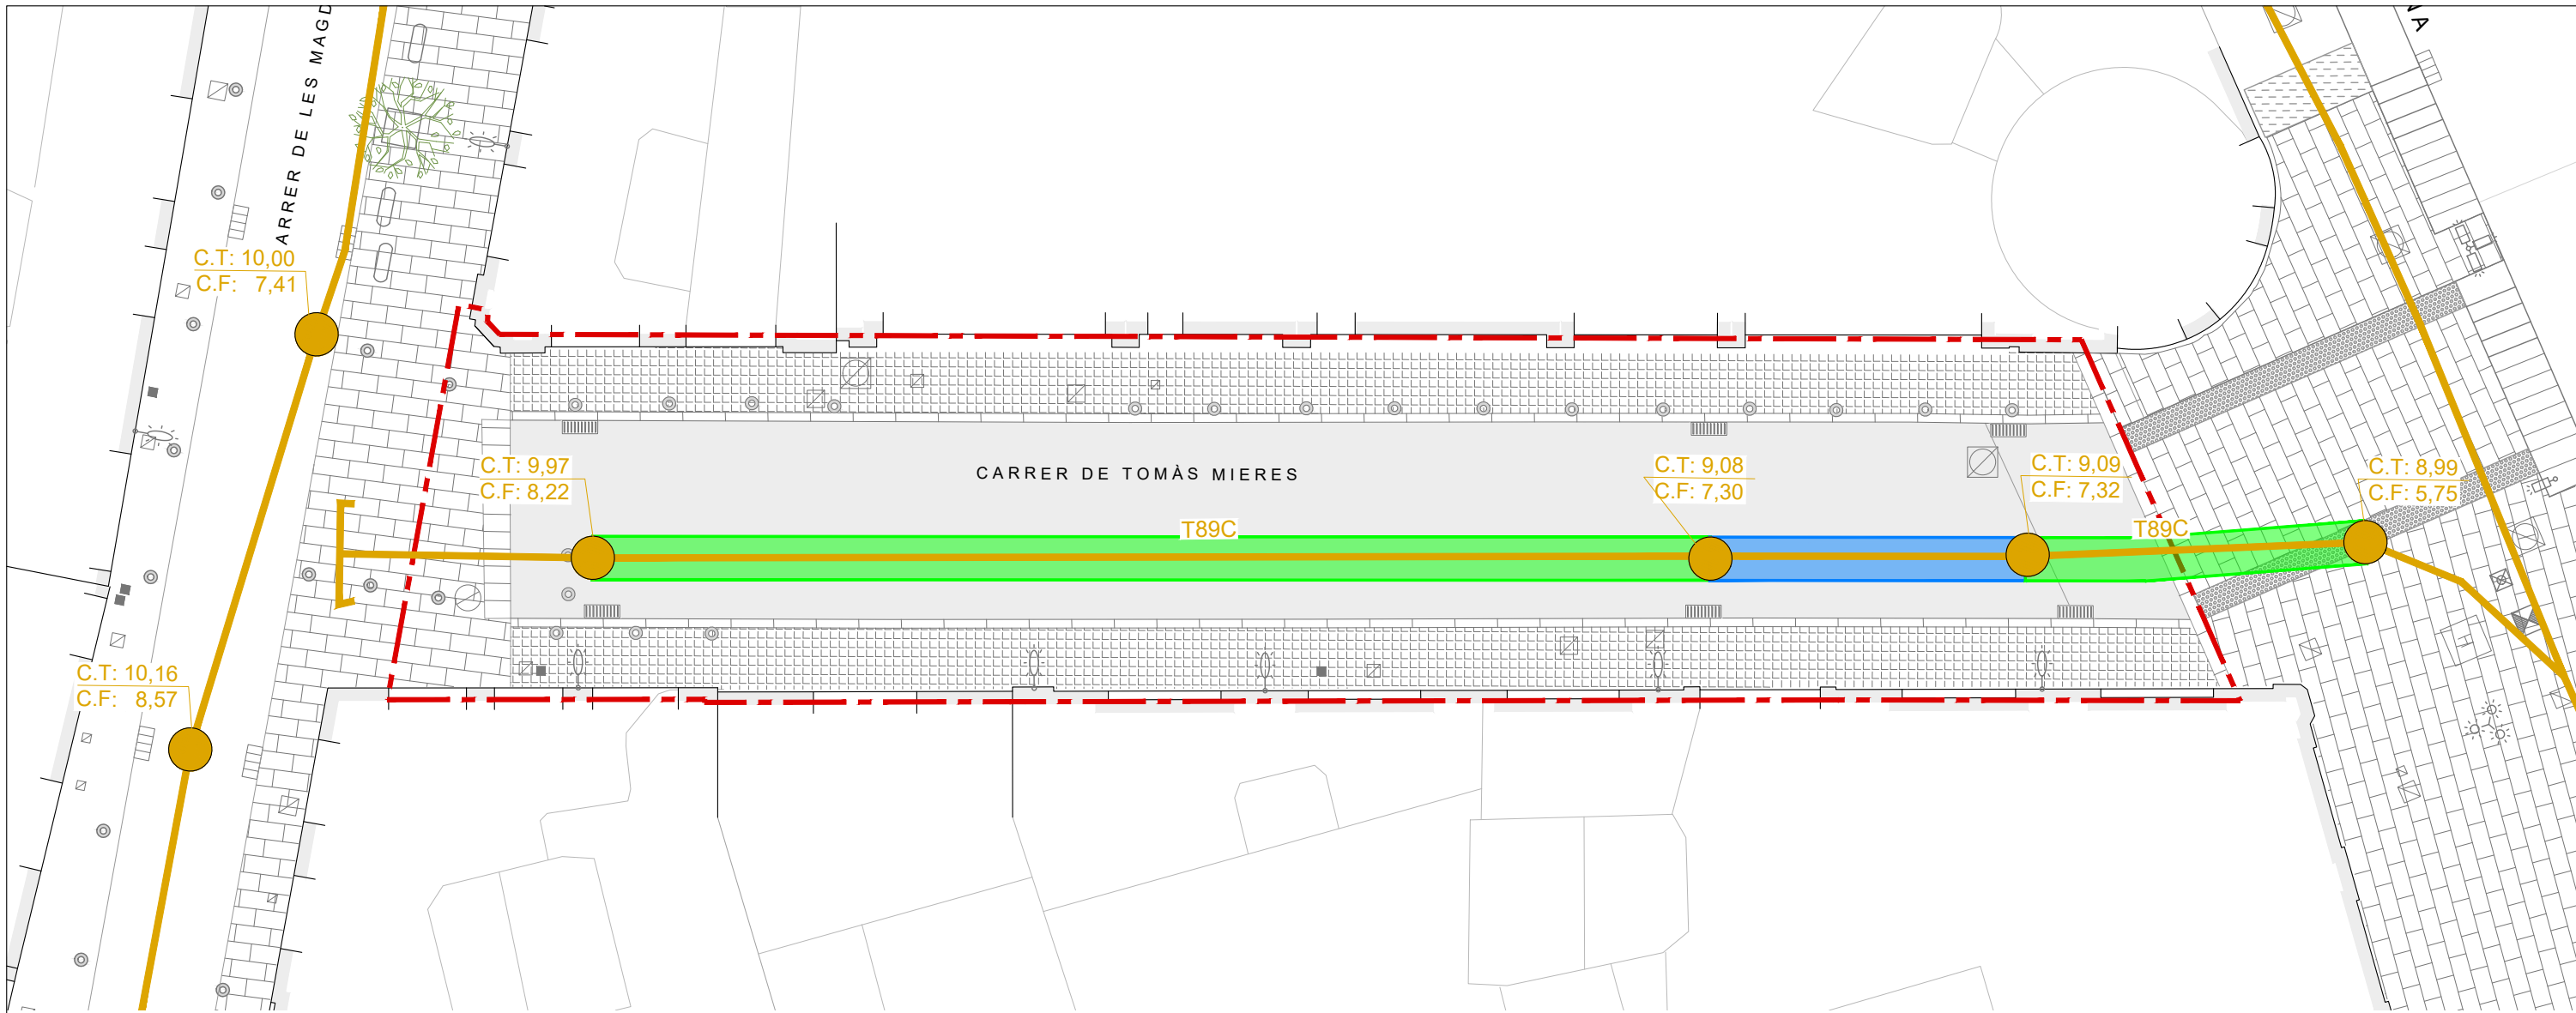 ARRER DE LES MAGD
NA
C.T: 10,00
C.F: 7,41
C.T: 9,97
C.F: 8,22
CARRER DE TOMÀS MIERES
C.T: 9,08
C.F: 7,30
C.T: 9,09
C.F: 7,32
C.T: 8,99
C.F: 5,75
T89C
T89C
C.T: 10,16
C.F: 8,57